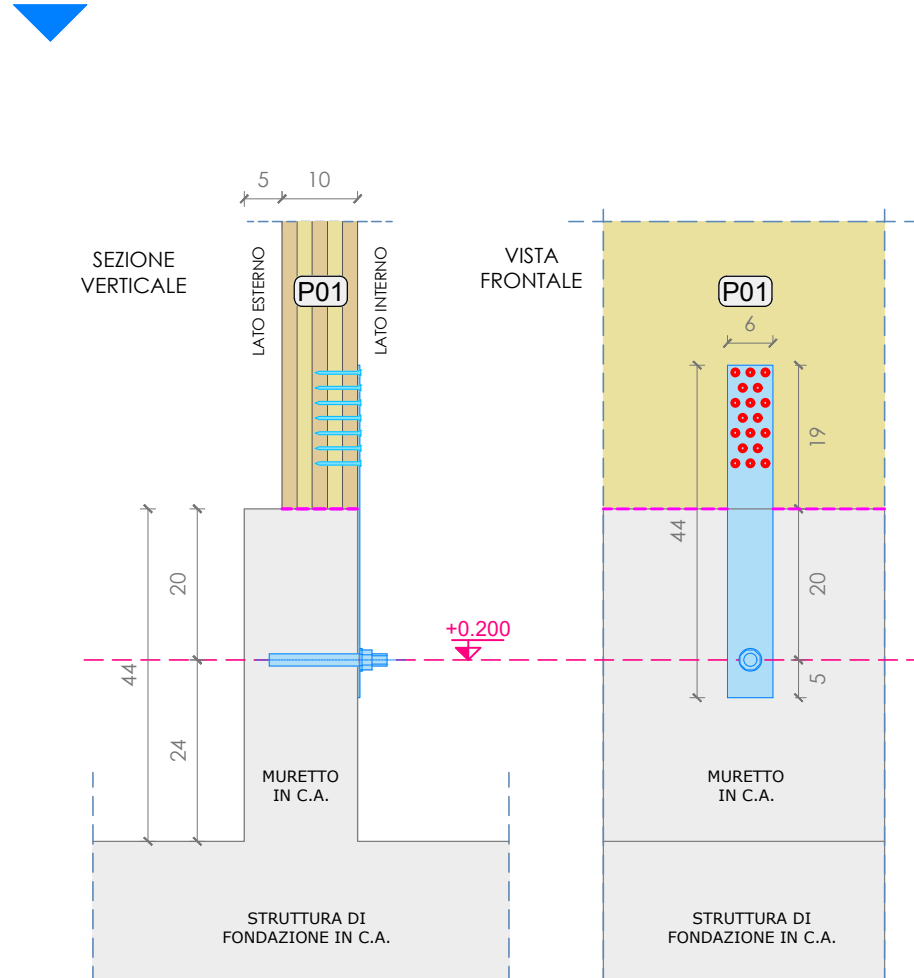 5
10
SEZIONE
VERTICALE
LATO ESTERNO
P01
LATO INTERNO
VISTA
FRONTALE
P01
6
19
44
20
5
44
20
24
+0.200
MURETTO
IN C.A.
MURETTO
IN C.A.
STRUTTURA DI
FONDAZIONE IN C.A.
STRUTTURA DI
FONDAZIONE IN C.A.